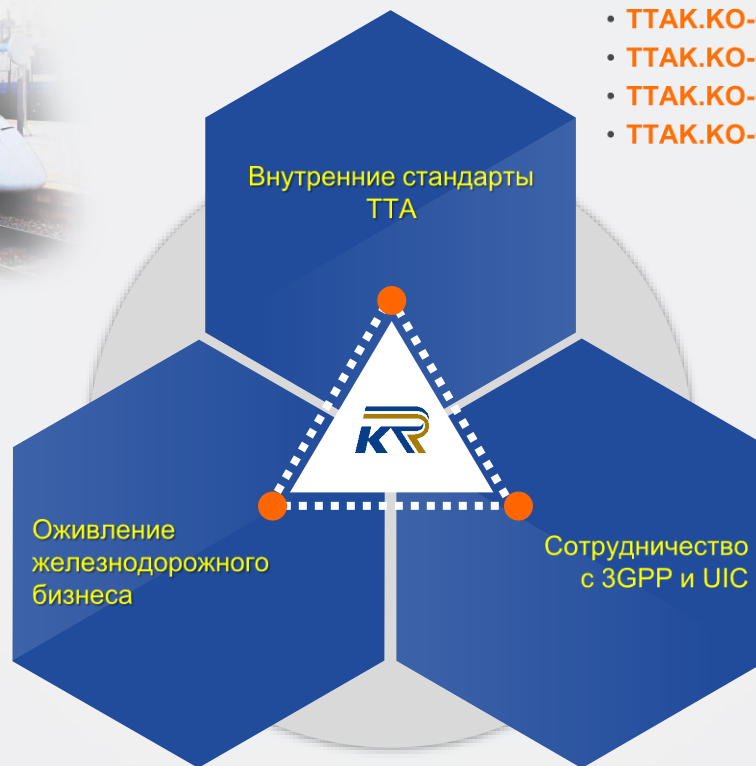 • TTAK.KO-
• TTAK.KO-
• TTAK.KO-
• TTAK.KO-
Внутренние стандарты
TTA
KR
Оживление
железнодорожного
бизнеса
Сотрудничество
с 3GPP и UIC